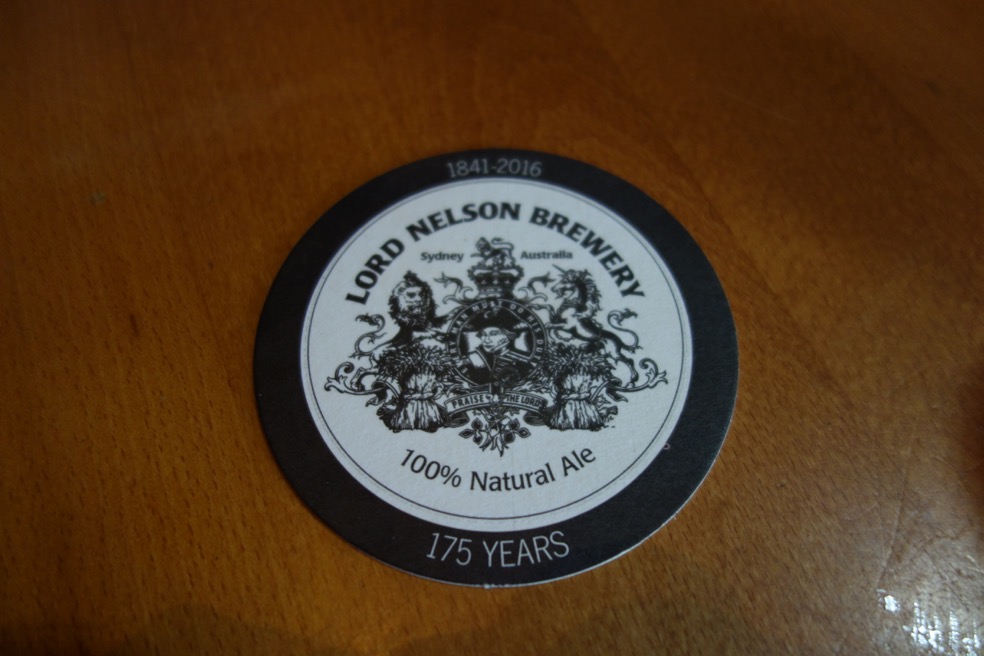 1841-2016
LORD NELSON BREWERY
Sydney Australia
PRAISE THE LORD
100% Natural Ale
175 YEARS